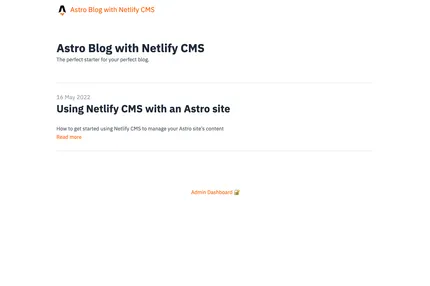 Astro Blog with Netlify CMS
Astro Blog with Netlify CMS
The perfect starter for your perfect blog.
16 May 2022
Using Netlify CMS with an Astro site
How to get started using Netlify CMS to manage your Astro site's content
Read more
Admin Dashboard 🔐